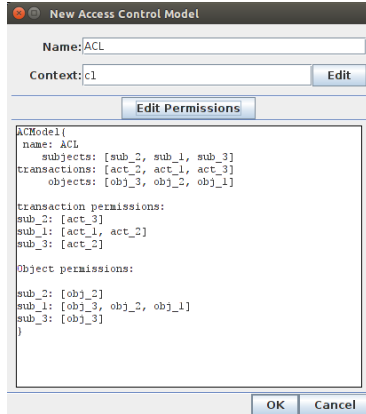 New Access Control Model
Name: ACL
Context: c1 Edit
Edit Permissions
ACModel{
name: ACL
subjects: [sub_2, sub_1, sub_3]
transactions: [act_2, act_1, act_3]
objects: [obj_3, obj_2, obj_1]
transaction permissions:
sub_2: [act_3]
sub_1: [act_1, act_2]
sub_3: [act_2]
Object permissions:
sub_2: [obj_2]
sub_1: [obj_3, obj_2, obj_1]
sub_3: [obj_3]
}
OK Cancel